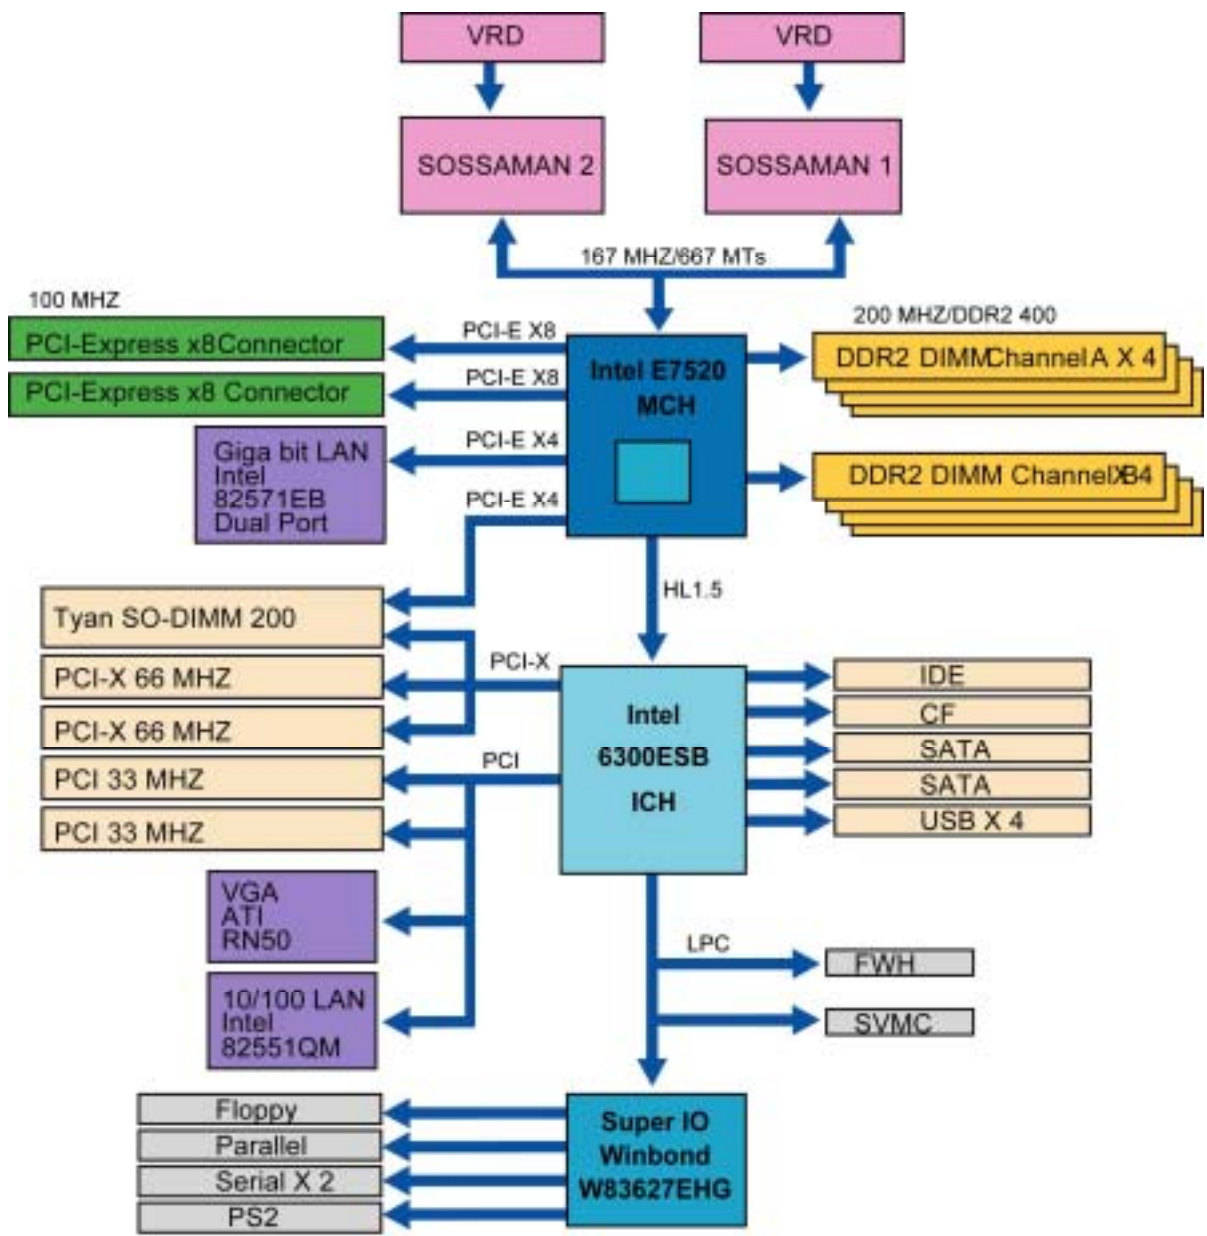 VRD
VRD
SOSSAMAN 2
SOSSAMAN 1
167 MHZ/667 MTs
100 MHZ
200 MHZ/DDR2 400
PCI-Express x8Connector
PCI-E X8
Intel E7520
MCH
DDR2 DIMMChannelA X 4
PCI-Express x8 Connector
PCI-E X8
Giga bit LAN
Intel
82571EB
Dual Port
PCI-E X4
DDR2 DIMM ChannelXB4
PCI-E X4
HL1.5
Tyan SO-DIMM 200
PCI-X 66 MHZ
PCI-X
PCI-X 66 MHZ
PCI 33 MHZ
PCI
PCI 33 MHZ
Intel
6300ESB
ICH
IDE
CF
SATA
SATA
USB X 4
VGA
ATI
RN50
LPC
FWH
SVMC
10/100 LAN
Intel
82551QM
Floppy
Parallel
Serial X 2
PS2
Super IO
Winbond
W83627EHG